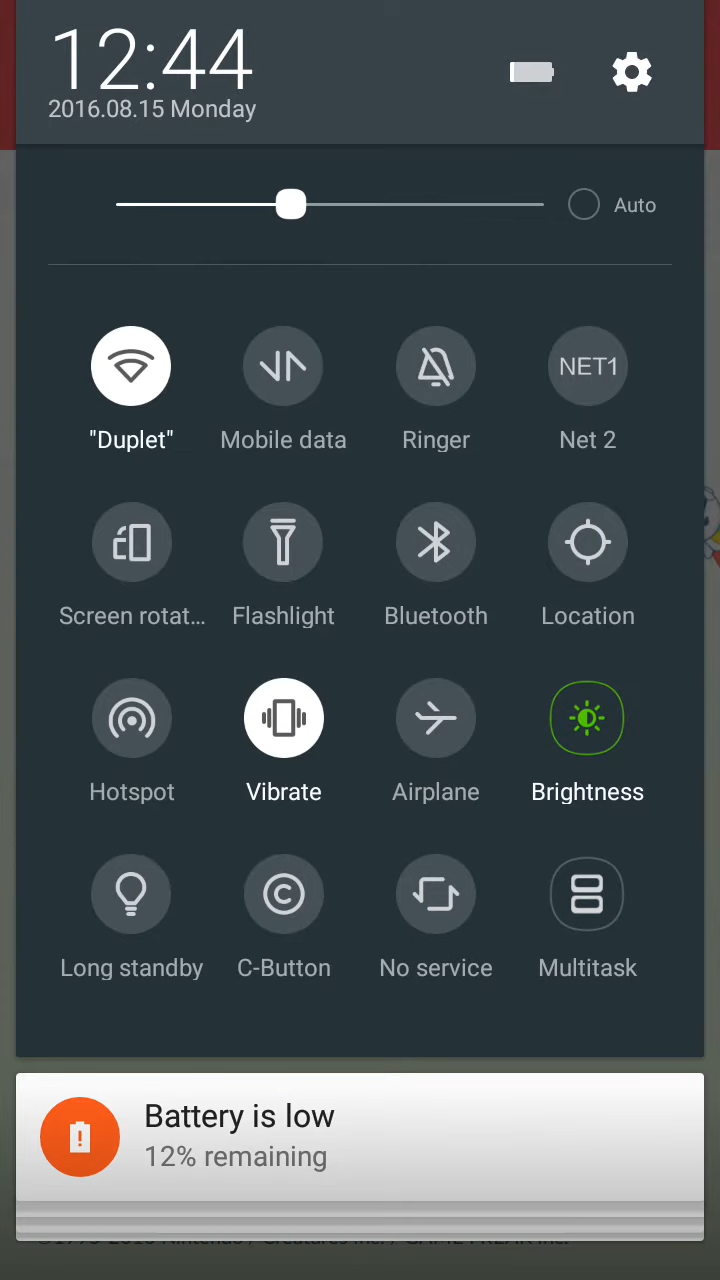 12:44
2016.08.15 Monday
Auto
NET1
"Duplet" Mobile data Ringer Net 2
Screen rotat... Flashlight Bluetooth Location
Hotspot Vibrate Airplane Brightness
C
Long standby C-Button No service Multitask
Battery is low
12% remaining